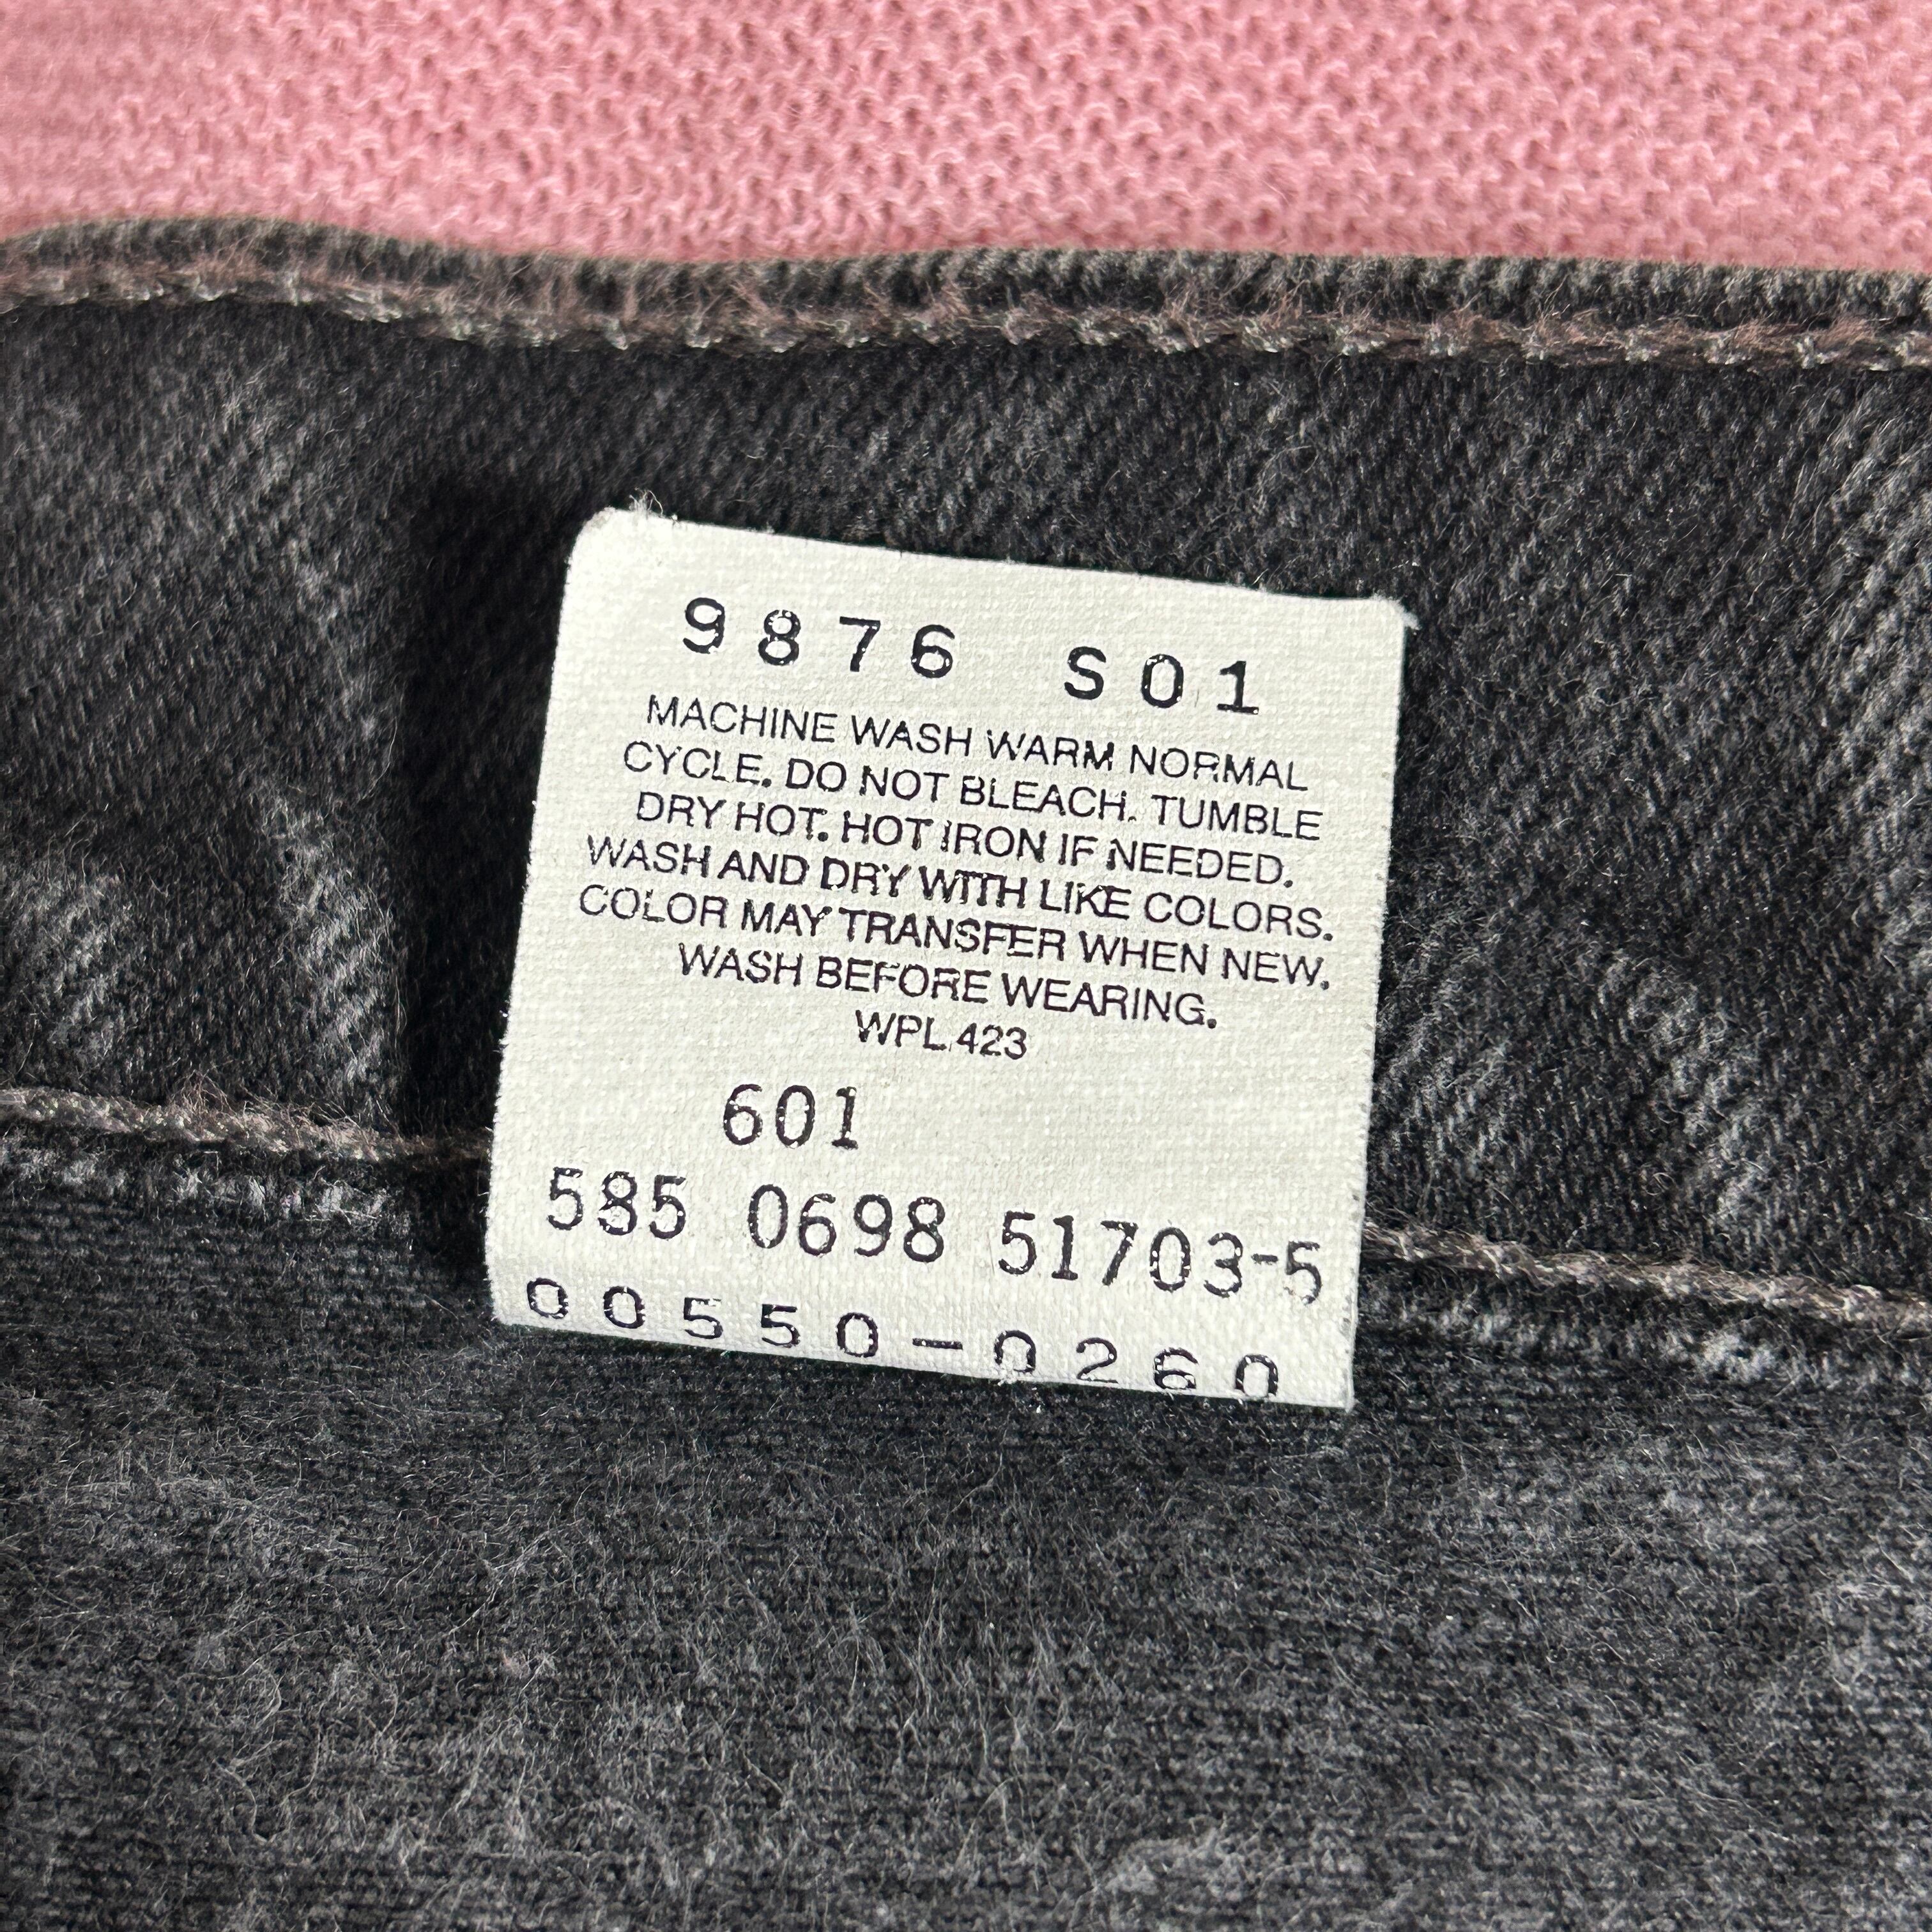 9876 S01
MACHINE WASH WARM NORMAL
CYCLE. DO NOT BLEACH. TUMBLE
DRY HOT. HOT IRON IF NEEDED.
WASH AND DRY WITH LIKE COLORS.
COLOR MAY TRANSFER WHEN NEW.
WASH BEFORE WEARING.
WPL 423
601
585 0698 51703-5
00550-0260